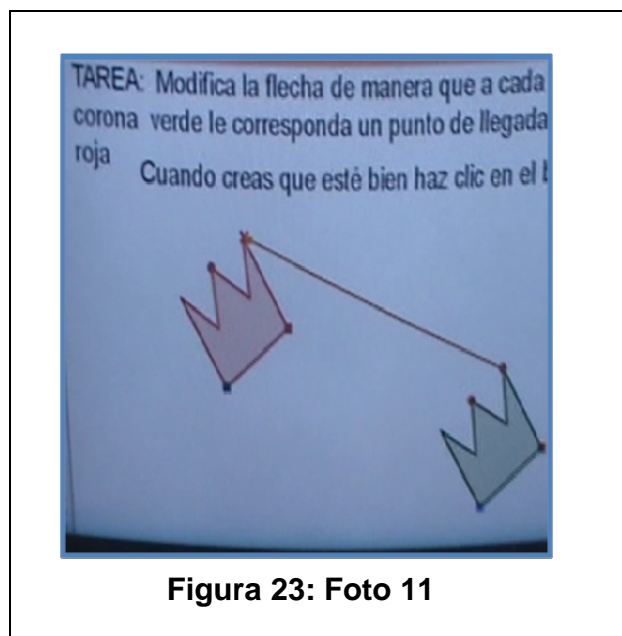 TAREA: Modifica la flecha de manera que a cada
corona verde le corresponda un punto de llegada
roja
Cuando creas que esté bien haz clic en el
Figura 23: Foto 11